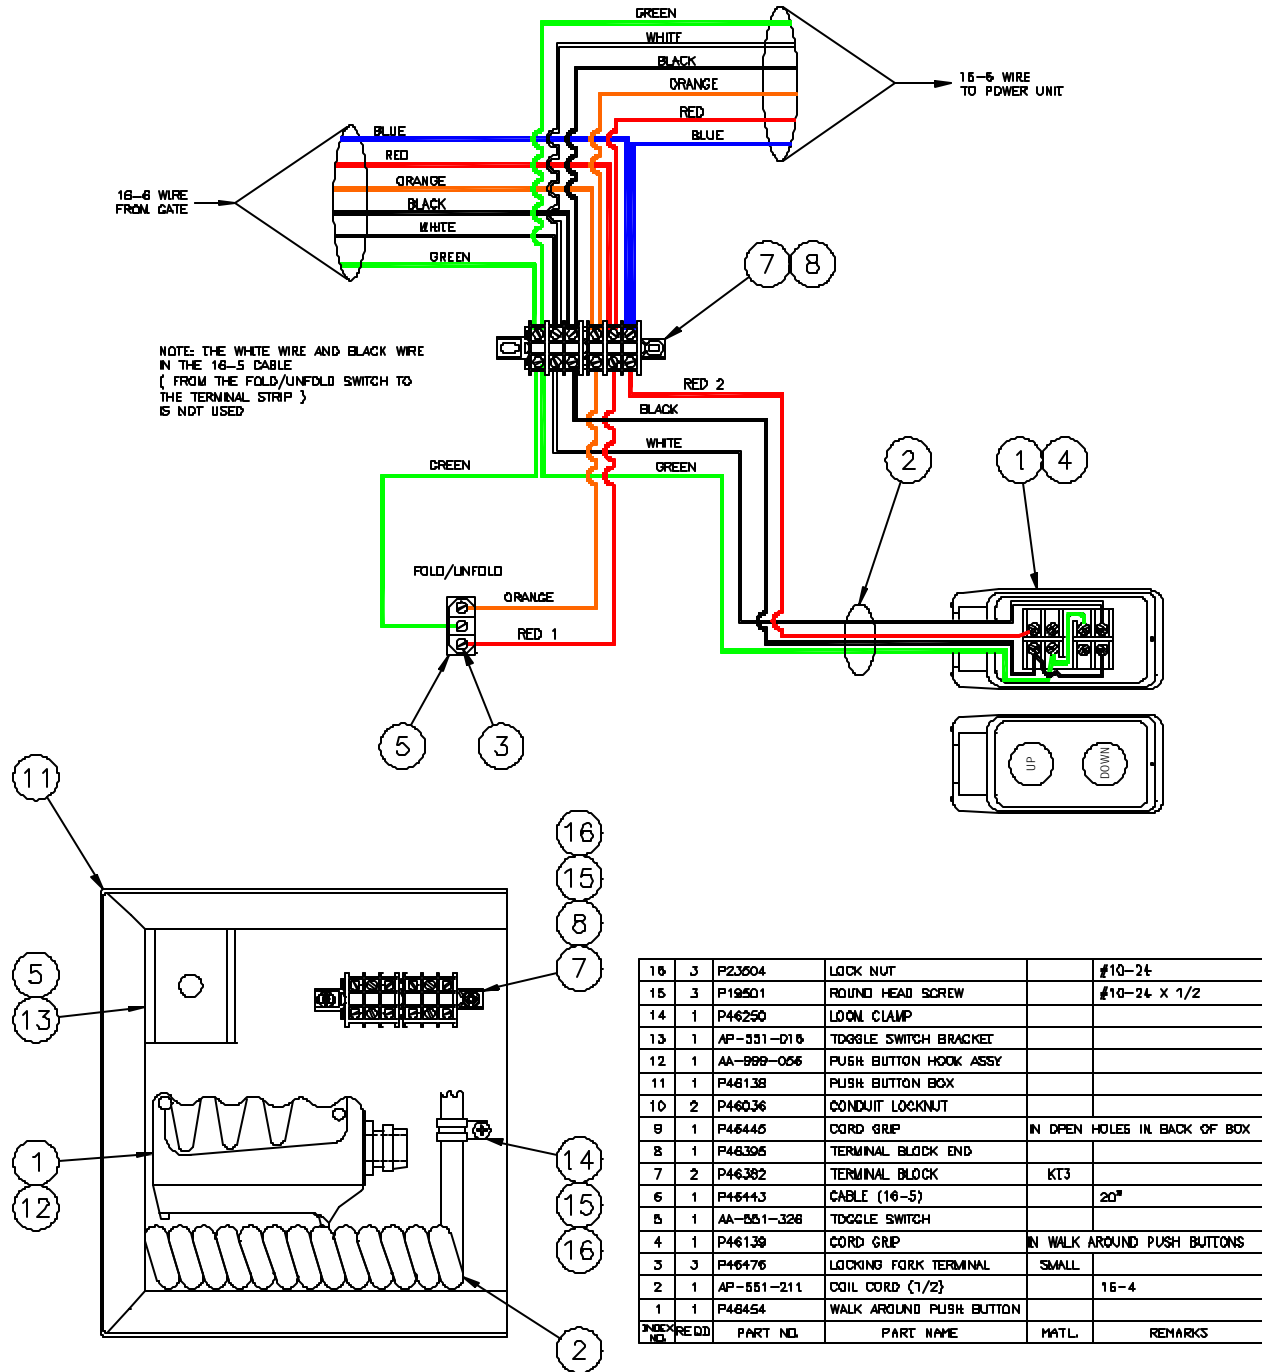 GREEN
WHITE
BLACK
ORANGE
RED
BLUE
16-6 WIRE
TO POWER UNIT
BLUE
RED
ORANGE
BLACK
WHITE
GREEN
16-6 WIRE
FROM GATE
7 8
NOTE: THE WHITE WIRE AND BLACK WIRE
IN THE 16-5 CABLE
( FROM THE FOLD/UNFOLD SWITCH TO
THE TERMINAL STRIP )
IS NOT USED
RED 2
BLACK
WHITE
GREEN
GREEN
2
1 4
FOLD/UNFOLD
ORANGE
RED 1
5
3
UP
DOWN
11
16
15
8
7
5
13
1
12
14
15
16
2
16 3 P23504 LOCK NUT #10-24
15 3 P19501 ROUND HEAD SCREW #10-24 X 1/2
14 1 P46250 LOOM CLAMP
13 1 AP-551-016 TOGGLE SWITCH BRACKET
12 1 AA-999-056 PUSH BUTTON HOOK ASSY
11 1 P46138 PUSH BUTTON BOX
10 2 P46036 CONDUIT LOCKNUT
9 1 P46445 CORD GRIP IN OPEN HOLES IN BACK OF BOX
8 1 P46395 TERMINAL BLOCK END
7 2 P46382 TERMINAL BLOCK KT3
6 1 P46443 CABLE (16-5) 20"
5 1 AA-551-326 TOGGLE SWITCH
4 1 P46139 CORD GRIP IN WALK AROUND PUSH BUTTONS
3 3 P46476 LOCKING FORK TERMINAL SMALL
2 1 AP-551-211 COIL CORD (1/2) 16-4
1 1 P46454 WALK AROUND PUSH BUTTON
INDEX NO. REQD PART NO. PART NAME MATL. REMARKS